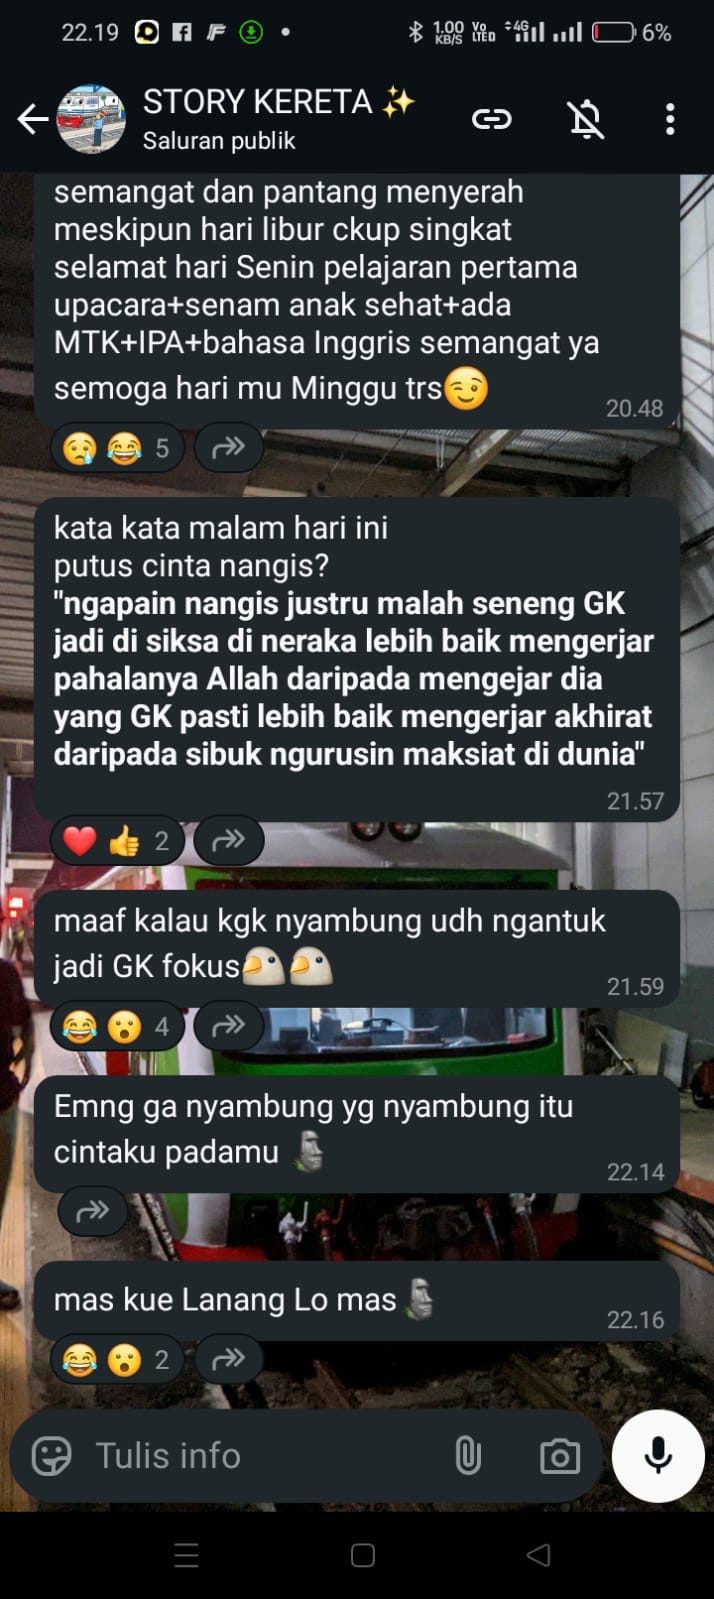 22.19
1.00 KB/S
VoLTED
4G
6%
STORY KERETA ✨
Saluran publik
semangat dan pantang menyerah
meskipun hari libur ckup singkat
selamat hari Senin pelajaran pertama
upacara+senam anak sehat+ada
MTK+IPA+bahasa Inggris semangat ya
semoga hari mu Minggu trs😉
20.48
😢😂 5
kata kata malam hari ini
putus cinta nangis?
"ngapain nangis justru malah seneng GK
jadi di siksa di neraka lebih baik mengerjar
pahalanya Allah daripada mengejar dia
yang GK pasti lebih baik mengerjar akhirat
daripada sibuk ngurusin maksiat di dunia"
21.57
❤️👍 2
maaf kalau kgk nyambung udh ngantuk
jadi GK fokus
21.59
😂😮 4
Emng ga nyambung yg nyambung itu
cintaku padamu 🗿
22.14
mas kue Lanang Lo mas🗿
22.16
😂😮 2
Tulis info